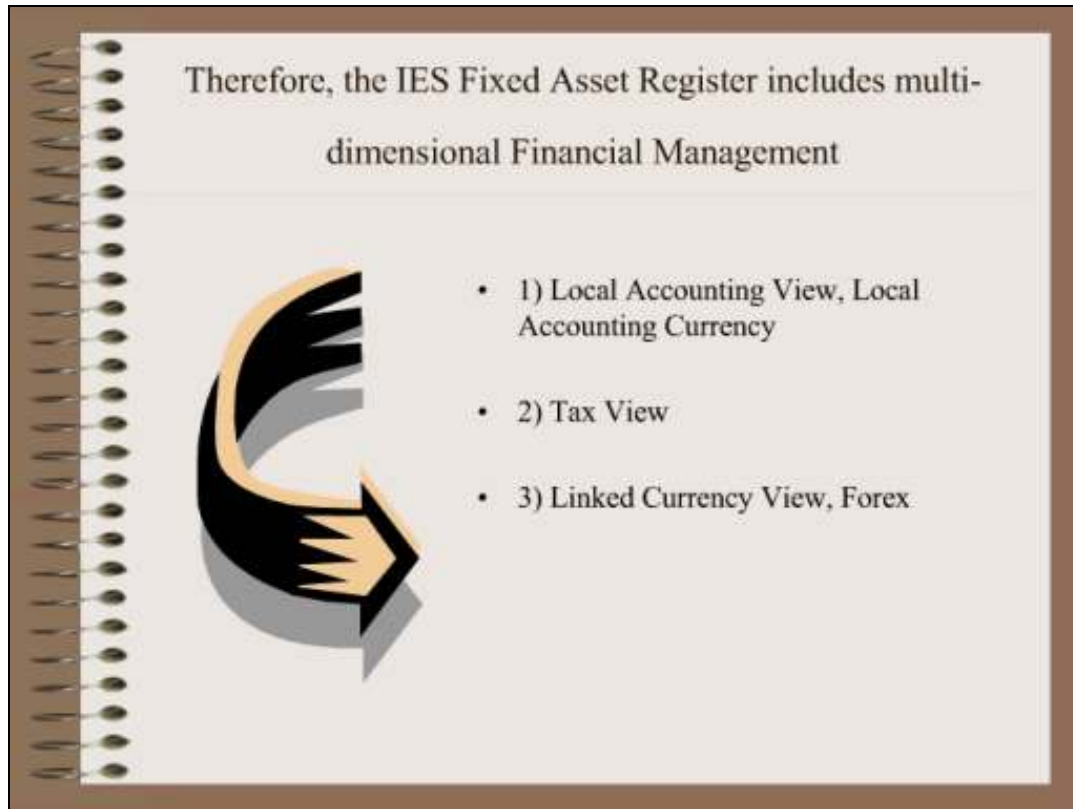 Therefore, the IES Fixed Asset Register includes multi-
dimensional Financial Management
• 1) Local Accounting View, Local
Accounting Currency
• 2) Tax View
• 3) Linked Currency View, Forex